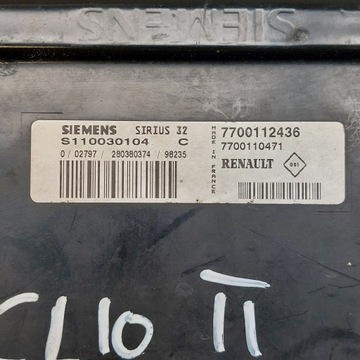 SIEMENS
SIEMENS SIRIUS 32
S110030104 C
0 / 02797 / 280380374 / 98235
MADE IN FRANCE
7700112436
7700110471
RENAULT
CLIO II